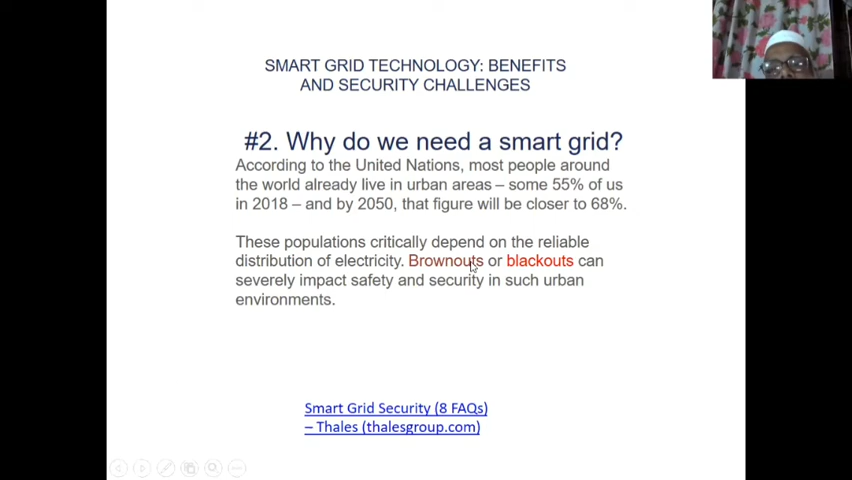 SMART GRID TECHNOLOGY: BENEFITS
AND SECURITY CHALLENGES
#2. Why do we need a smart grid?
According to the United Nations, most people around
the world already live in urban areas – some 55% of us
in 2018 – and by 2050, that figure will be closer to 68%.
These populations critically depend on the reliable
distribution of electricity. Brownouts or blackouts can
severely impact safety and security in such urban
environments.
Smart Grid Security (8 FAQs)
– Thales (thalesgroup.com)